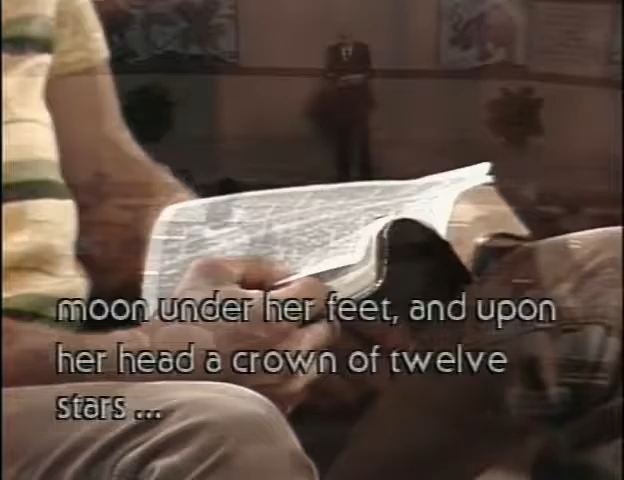 moon under her feet, and upon
her head a crown of twelve
stars ...